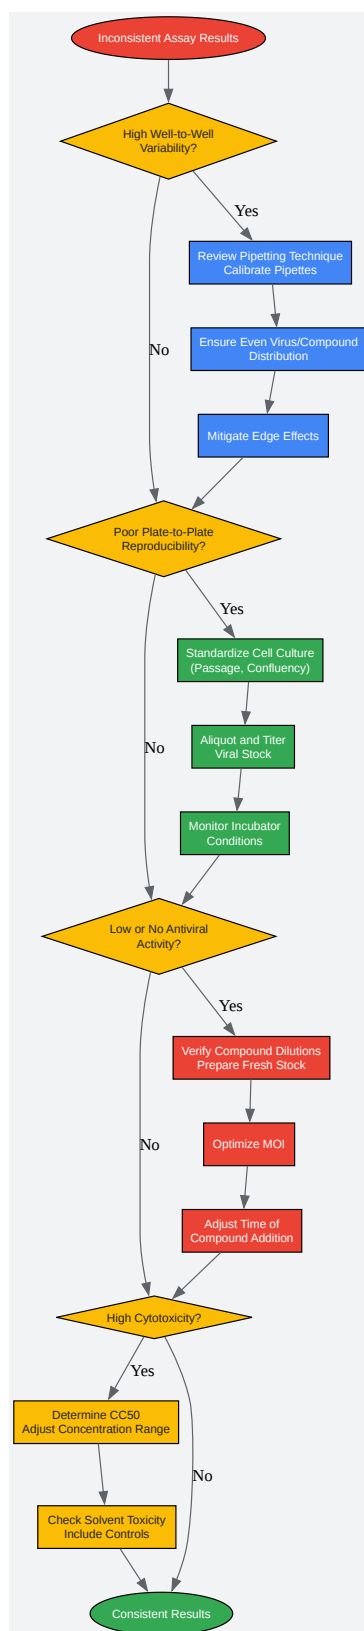 Inconsistent Assay Results
High Well-to-Well
Variability?
Yes
Review Pipetting Technique
Calibrate Pipettes
Ensure Even Virus/Compound
Distribution
No
Mitigate Edge Effects
Poor Plate-to-Plate
Reproducibility?
Yes
Standardize Cell Culture
(Passage, Confluency)
Aliquot and Titer
Viral Stock
No
Monitor Incubator
Conditions
Low or No Antiviral
Activity?
Yes
Verify Compound Dilutions
Prepare Fresh Stock
Optimize MOI
No
Adjust Time of
Compound Addition
High Cytotoxicity?
Yes
Determine CC50
Adjust Concentration Range
No
Check Solvent Toxicity
Include Controls
Consistent Results